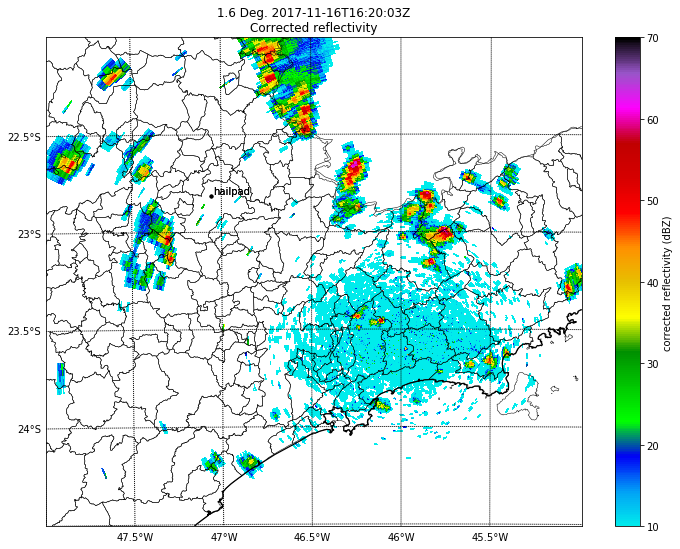 1.6 Deg. 2017-11-16T16:20:03Z
Corrected reflectivity
70
60
50
40
30
20
10
corrected reflectivity (dBZ)
22.5°S
23°S
23.5°S
24°S
hailpad
47.5°W
47°W
46.5°W
46°W
45.5°W